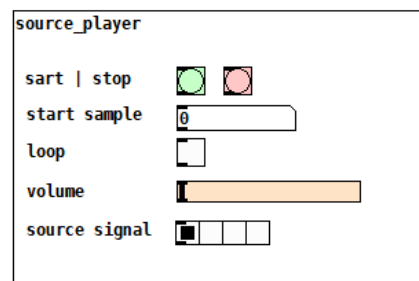 source_player
sart | stop
start sample
0
loop
volume
source signal